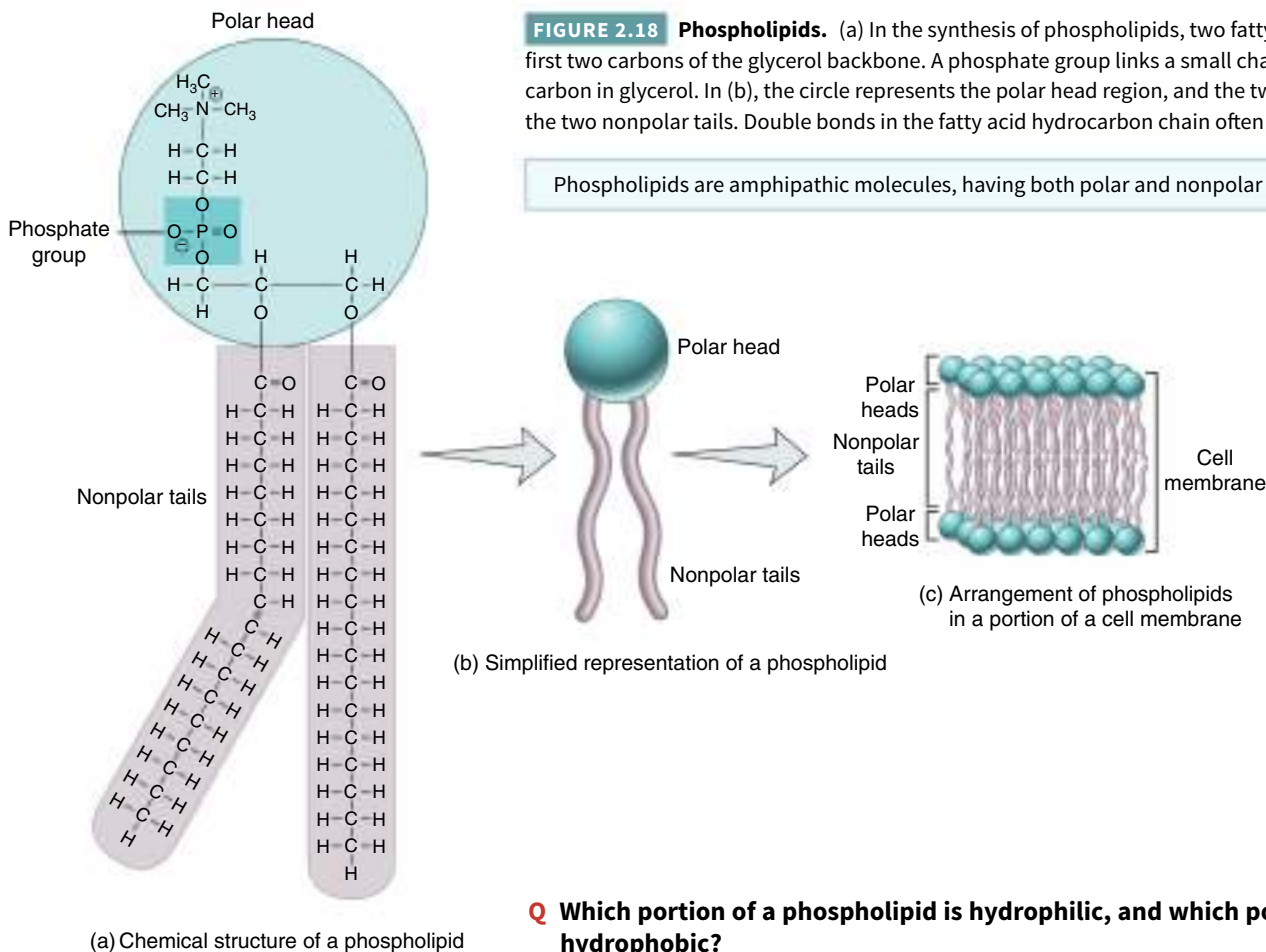 Polar head
FIGURE 2.18 Phospholipids. (a) In the synthesis of phospholipids, two fatty
first two carbons of the glycerol backbone. A phosphate group links a small cha
carbon in glycerol. In (b), the circle represents the polar head region, and the tw
the two nonpolar tails. Double bonds in the fatty acid hydrocarbon chain often
Phospholipids are amphipathic molecules, having both polar and nonpolar
H₃C
⊕
CH₃–N–CH₃
H–C–H
H–C–H
O
Phosphate
group
O–P=O
⊖
O
H H
H–C–C–C–H
H O O
C=O C=O
H–C–H H–C–H
H–C–H H–C–H
H–C–H H–C–H
H–C–H H–C–H
H–C–H H–C–H
H–C–H H–C–H
H–C–H H–C–H
C–H H–C–H
C–H H–C–H
H–C–H H–C–H
H–C–H H–C–H
H–C–H H–C–H
H–C–H H–C–H
H–C–H H–C–H
H–C–H H–C–H
H–C–H H–C–H
H–C–H H–C–H
H H
Nonpolar tails
(a) Chemical structure of a phospholipid
Polar head
Nonpolar tails
(b) Simplified representation of a phospholipid
Polar
heads
Nonpolar
tails
Polar
heads
Cell
membrane
(c) Arrangement of phospholipids
in a portion of a cell membrane
Q Which portion of a phospholipid is hydrophilic, and which po
hydrophobic?